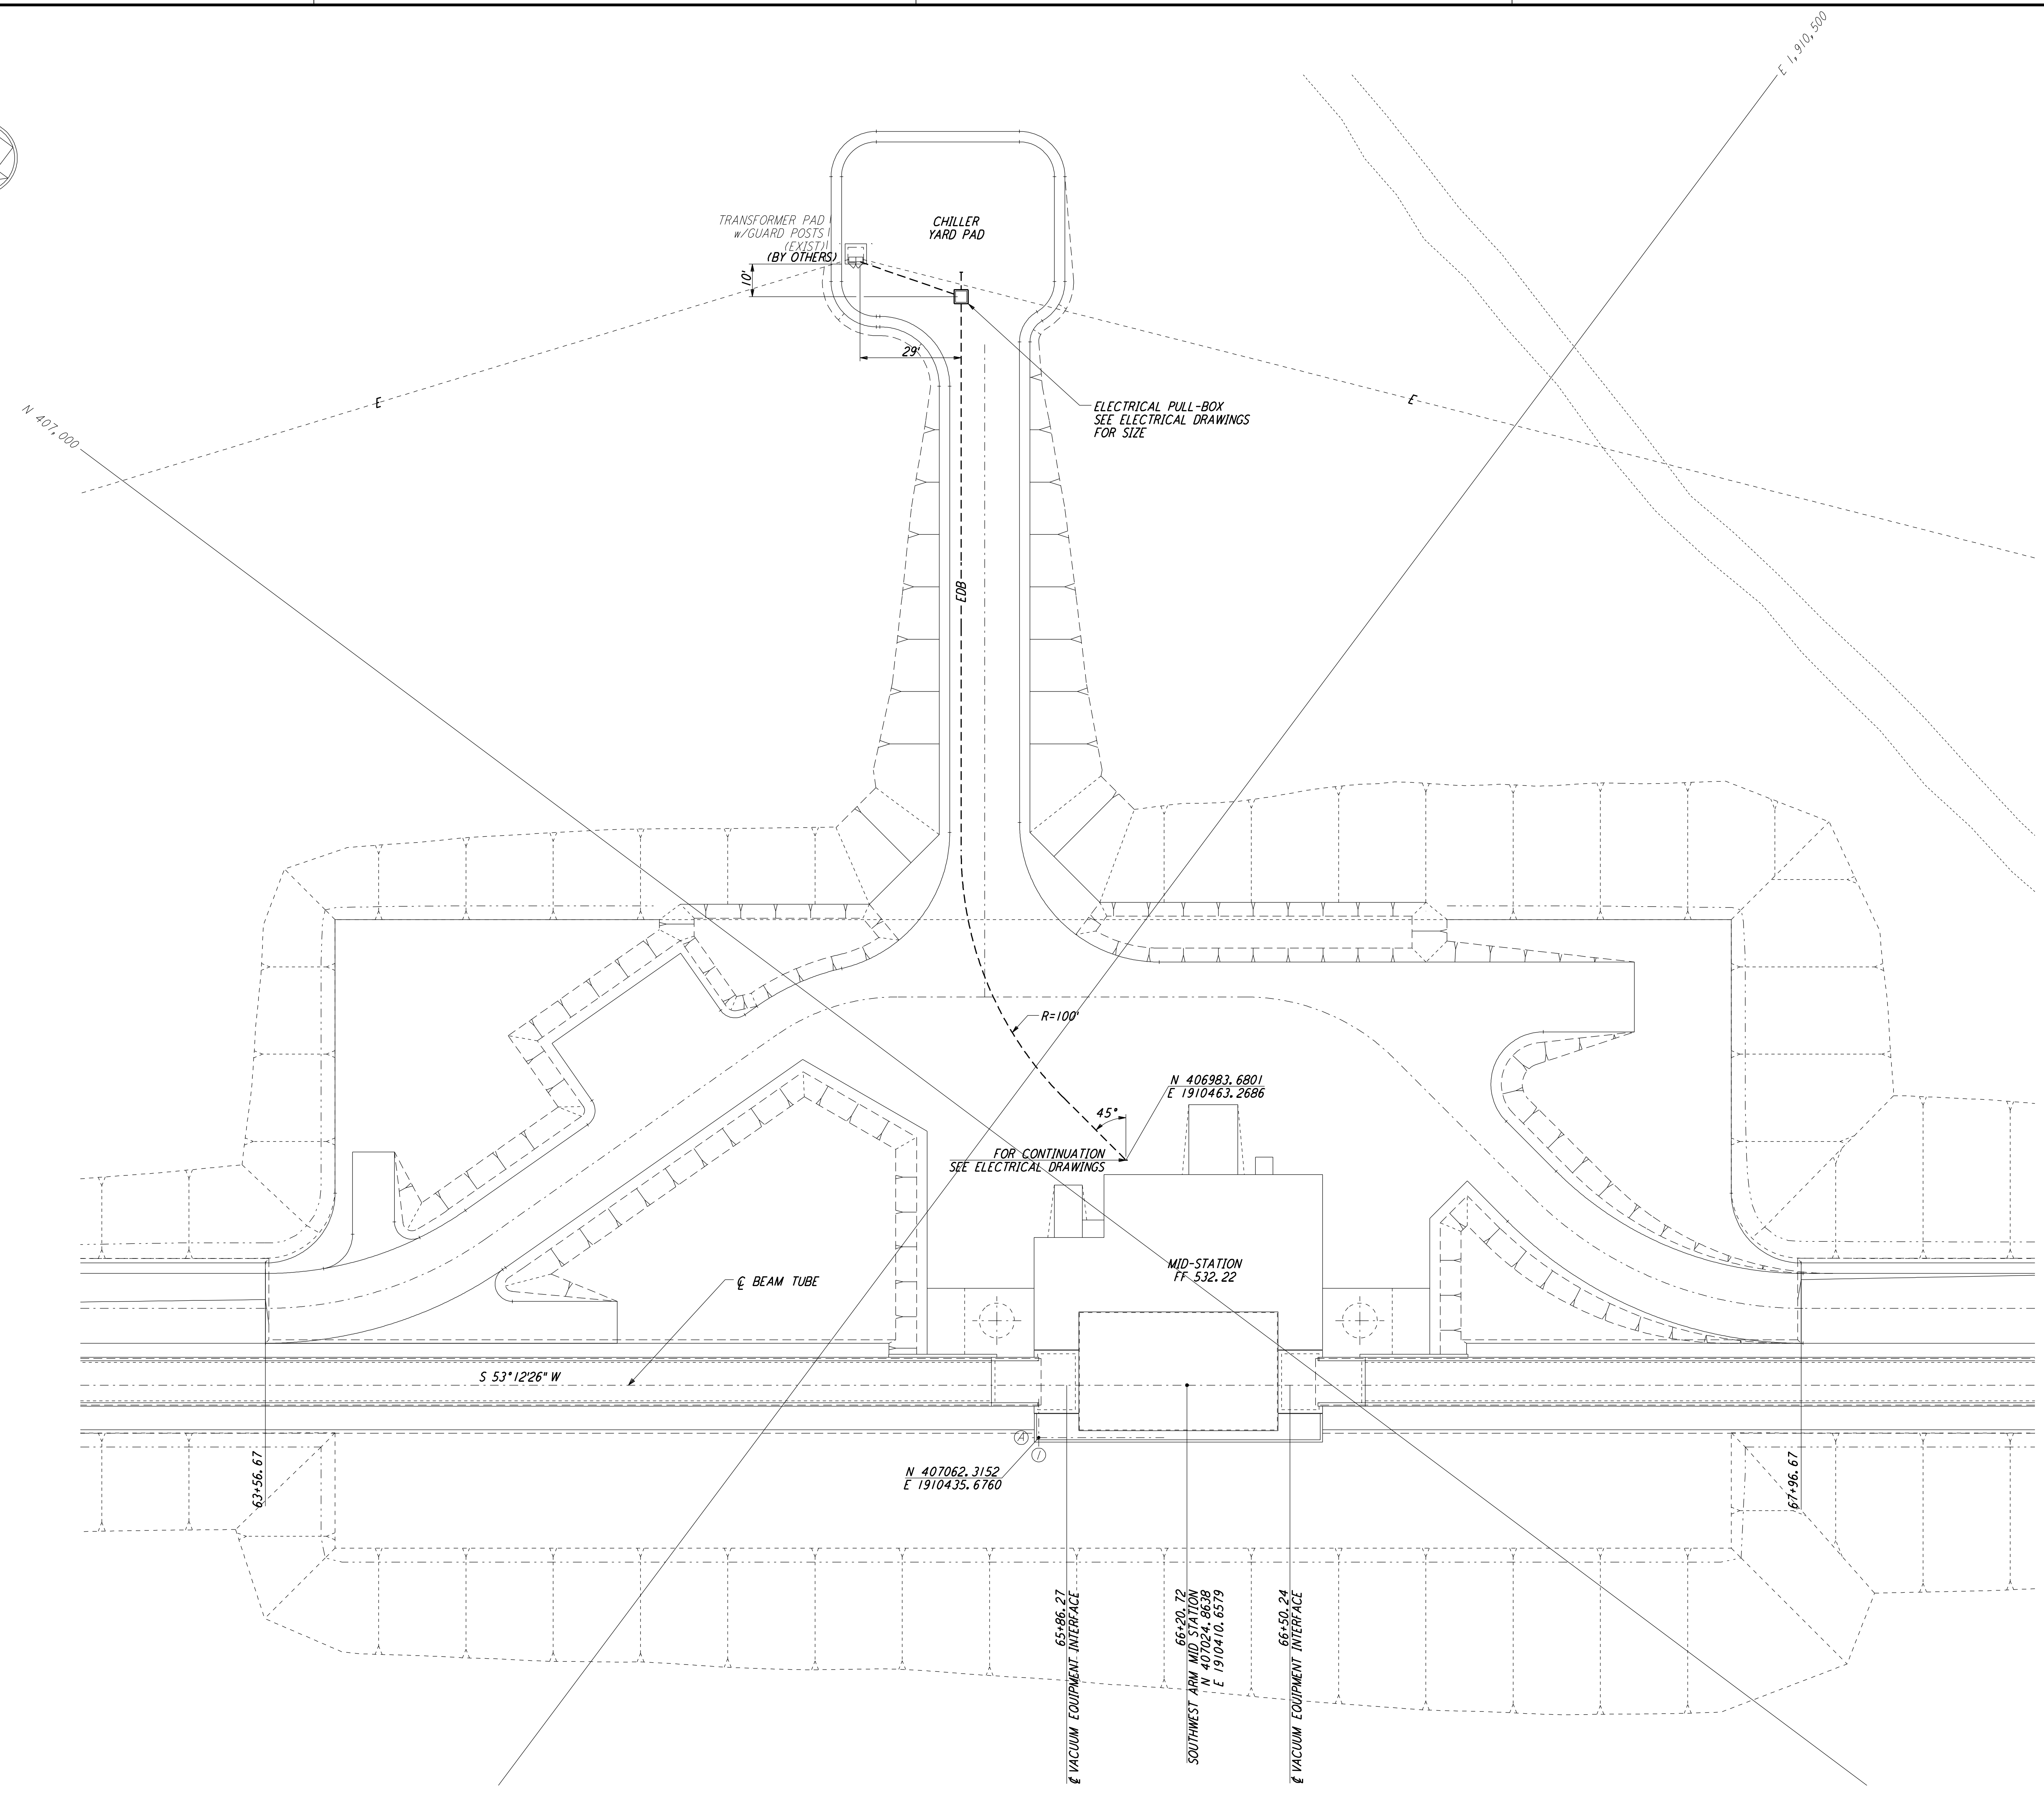 E 1,910,500
TRANSFORMER PAD
w/GUARD POSTS
(EXIST)
(BY OTHERS)
CHILLER
YARD PAD
10'
29'
E
E
ELECTRICAL PULL-BOX
SEE ELECTRICAL DRAWINGS
FOR SIZE
N 407,000
EDB
R=100'
N 406983.6801
E 1910463.2686
45°
FOR CONTINUATION
SEE ELECTRICAL DRAWINGS
MID-STATION
FF 532.22
℄ BEAM TUBE
S 53°12'26" W
A
1
N 407062.3152
E 1910435.6760
63+56.67
67+96.67
65+86.27
℄ VACUUM EQUIPMENT INTERFACE
66+20.72
SOUTHWEST ARM MID STATION
N 407024.8638
E 1910410.6579
66+50.24
℄ VACUUM EQUIPMENT INTERFACE